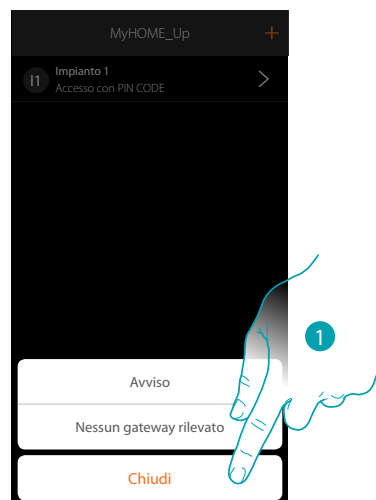 MyHOME_Up +
I1 Impianto 1
Accesso con PIN CODE
1
Avviso
Nessun gateway rilevato
Chiudi